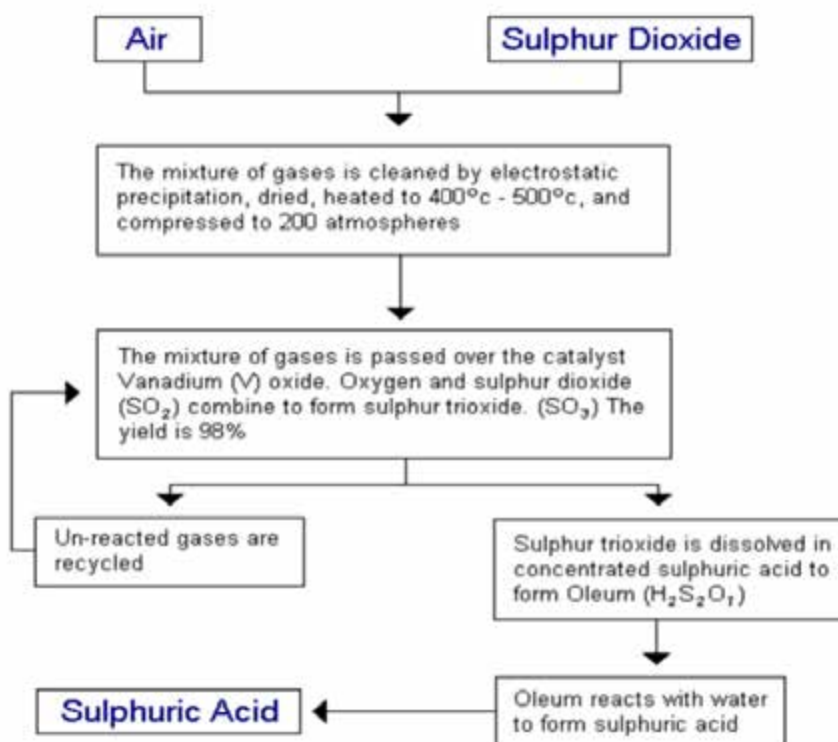 Air
Sulphur Dioxide
The mixture of gases is cleaned by electrostatic
precipitation, dried, heated to 400°c - 500°c, and
compressed to 200 atmospheres
The mixture of gases is passed over the catalyst
Vanadium (V) oxide. Oxygen and sulphur dioxide
(SO₂) combine to form sulphur trioxide. (SO₃) The
yield is 98%
Un-reacted gases are
recycled
Sulphur trioxide is dissolved in
concentrated sulphuric acid to
form Oleum (H₂S₂O₇)
Sulphuric Acid
Oleum reacts with water
to form sulphuric acid